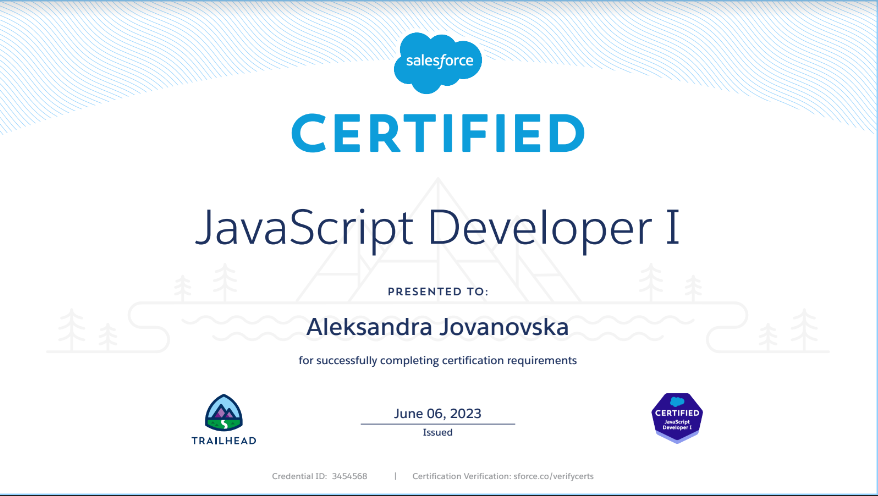 salesforce
CERTIFIED
JavaScript Developer I
PRESENTED TO:
Aleksandra Jovanovska
for successfully completing certification requirements
June 06, 2023
Issued
TRAILHEAD
CERTIFIED
JavaScript
Developer I
Credential ID: 3454568 | Certification Verification: sforce.co/verifycerts